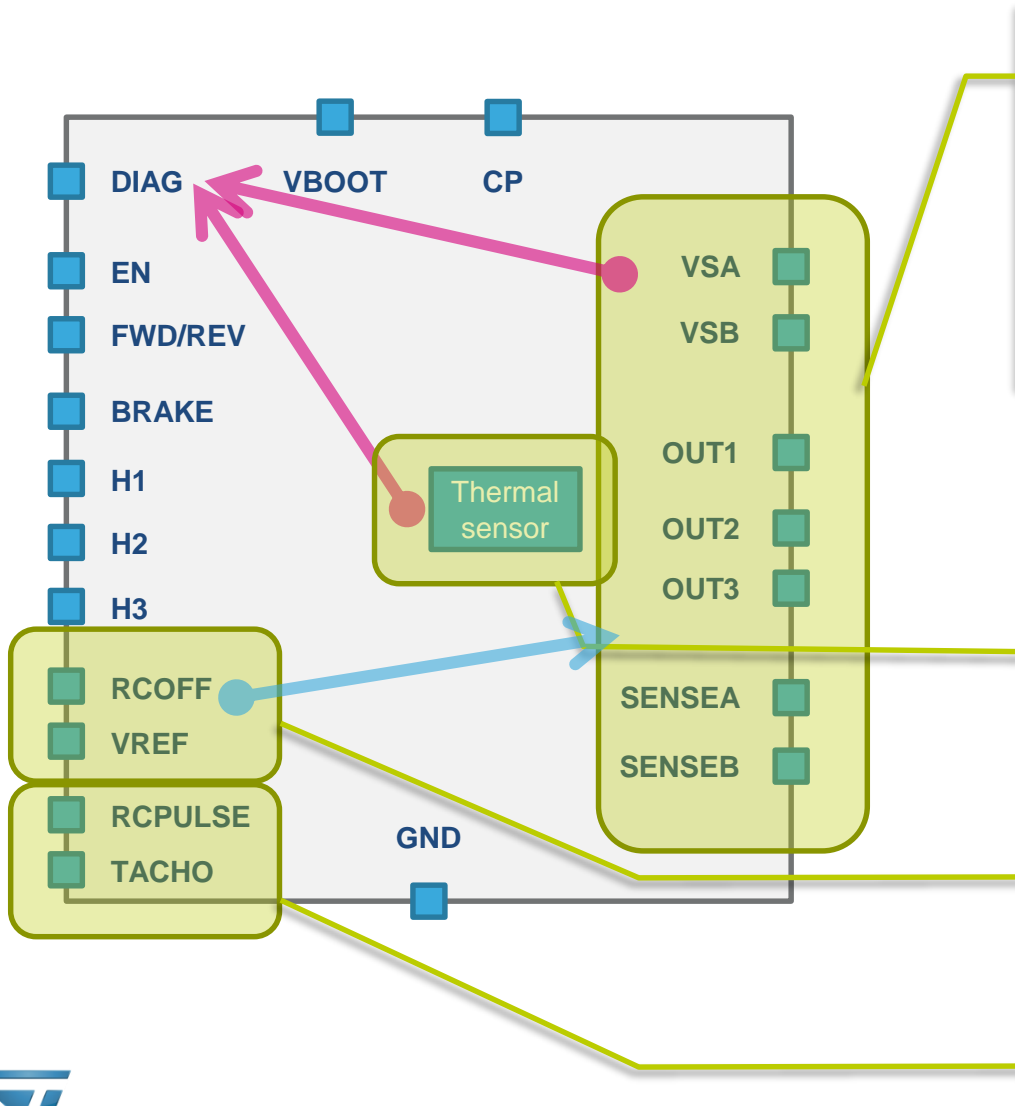 DIAG
VBOOT
CP
EN
FWD/REV
BRAKE
H1
H2
H3
RCOFF
VREF
RCPULSE
TACHO
GND
Thermal
sensor
VSA
VSB
OUT1
OUT2
OUT3
SENSEA
SENSEB